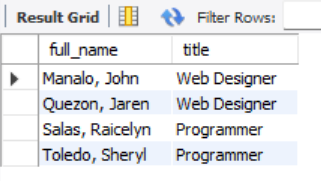 Result Grid Filter Rows:
full_name title
Manalo, John Web Designer
Quezon, Jaren Web Designer
Salas, Raicelyn Programmer
Toledo, Sheryl Programmer